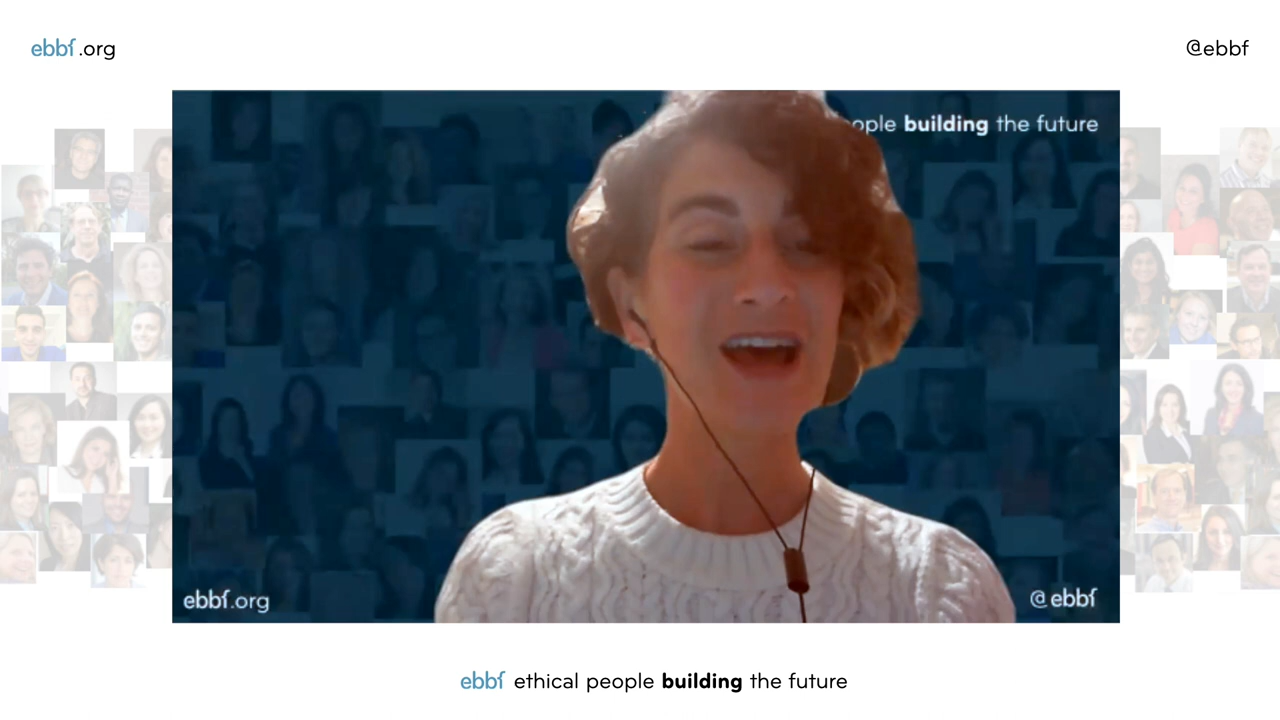 ebbf.org
@ebbf
ople building the future
ebbf.org
@ebbf
ebbf ethical people building the future